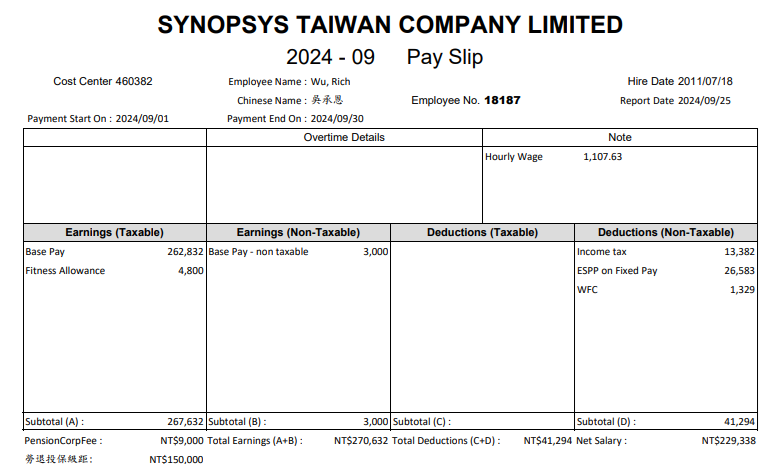 SYNOPSYS TAIWAN COMPANY LIMITED
2024 - 09 Pay Slip
Cost Center 460382 Employee Name : Wu, Rich Hire Date 2011/07/18
Chinese Name : 吳承恩 Employee No. 18187 Report Date 2024/09/25
Payment Start On : 2024/09/01 Payment End On : 2024/09/30
Overtime Details Note
Hourly Wage 1,107.63
Earnings (Taxable) Earnings (Non-Taxable) Deductions (Taxable) Deductions (Non-Taxable)
Base Pay 262,832 Base Pay - non taxable 3,000 Income tax 13,382
Fitness Allowance 4,800 ESPP on Fixed Pay 26,583
WFC 1,329
Subtotal (A) : 267,632 Subtotal (B) : 3,000 Subtotal (C) : Subtotal (D) : 41,294
PensionCorpFee : NT$9,000 Total Earnings (A+B) : NT$270,632 Total Deductions (C+D) : NT$41,294 Net Salary : NT$229,338
勞退投保級距: NT$150,000